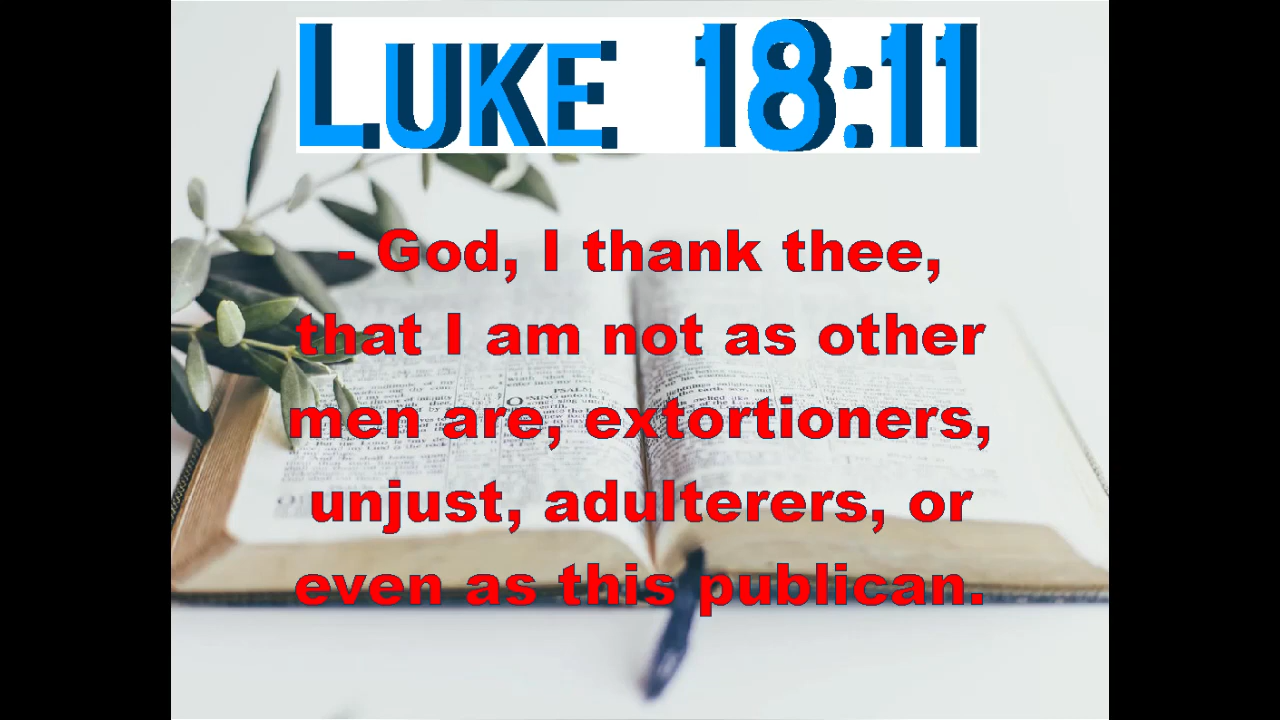 LUKE 18:11
- God, I thank thee,
that I am not as other
men are, extortioners,
unjust, adulterers, or
even as this publican.